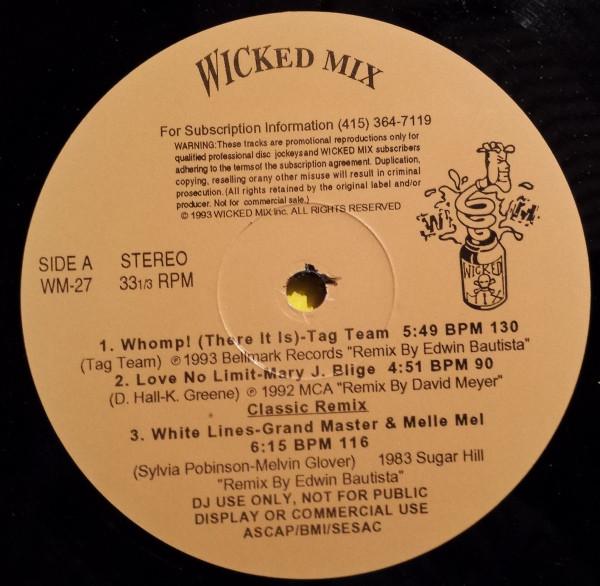 WICKED MIX
For Subscription Information (415) 364-7119
WARNING:These tracks are promotional reproductions only for
qualified professional disc jockeys and WICKED MIX subscribers
adhering to the terms of the subscription agreement. Duplication,
copying, reselling or any other misuse will result in criminal
prosecution. (All rights retained by the original label and/or
producer. Not for commercial sale.)
© 1993 WICKED MIX Inc. ALL RIGHTS RESERVED
WICKED
MIX
SIDE A STEREO
WM-27 33 1/3 RPM
1. Whomp! (There It Is)-Tag Team 5:49 BPM 130
(Tag Team) ℗1993 Bellmark Records "Remix By Edwin Bautista"
2. Love No Limit-Mary J. Blige 4:51 BPM 90
(D. Hall-K. Greene) ℗ 1992 MCA "Remix By David Meyer"
Classic Remix
3. White Lines-Grand Master & Melle Mel
6:15 BPM 116
(Sylvia Pobinson-Melvin Glover) 1983 Sugar Hill
"Remix By Edwin Bautista"
DJ USE ONLY, NOT FOR PUBLIC
DISPLAY OR COMMERCIAL USE
ASCAP/BMI/SESAC